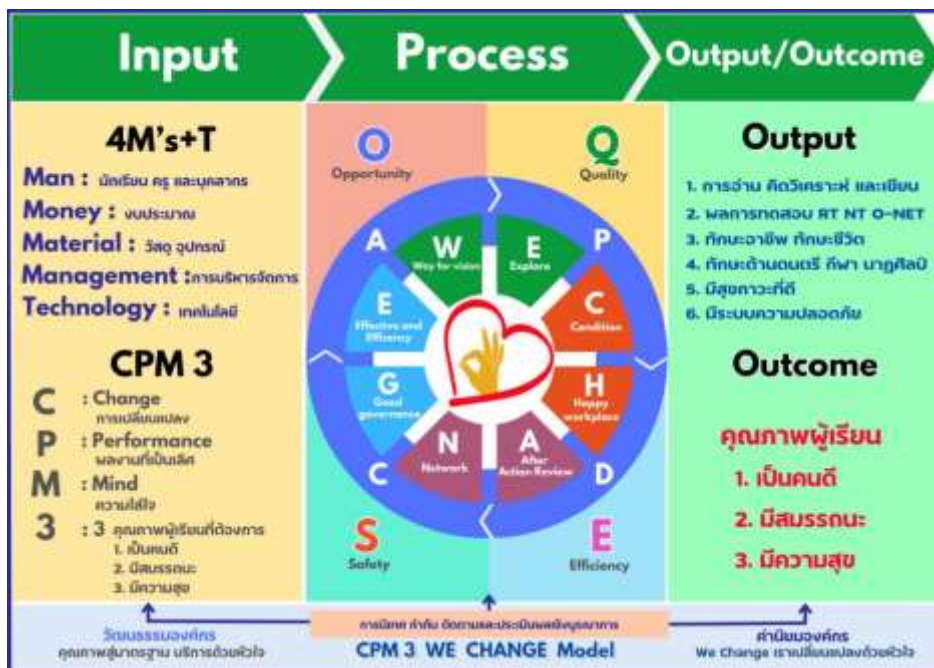 Input
Process
Output/Outcome
4M's+T
Man : นักเรียน ครู และบุคลากร
Money : งบประมาณ
Material : วัสดุ อุปกรณ์
Management :การบริหารจัดการ
Technology : เทคโนโลยี
CPM 3
C : Change
การเปลี่ยนแปลง
P : Performance
ผลงานที่เป็นเลิศ
M : Mind
ความใส่ใจ
3 : 3 คุณภาพผู้เรียนที่ต้องการ
1. เป็นคนดี
2. มีสมรรถนะ
3. มีความสุข
O
Opportunity
Q
Quality
A
P
W
Way for vision
E
Explore
E
Effective and
Efficency
C
Condition
G
Good
governance
H
Happy
workplace
N
Network
A
After
Action Review
C
D
S
Safety
E
Efficiency
Output
1. การอ่าน คิดวิเคราะห์ และเขียน
2. ผลการทดสอบ RT NT O-NET
3. ทักษะอาชีพ ทักษะชีวิต
4. ทักษะด้านดนตรี กีฬา นาฏศิลป์
5. มีสุขภาวะที่ดี
6. มีระบบความปลอดภัย
Outcome
คุณภาพผู้เรียน
1. เป็นคนดี
2. มีสมรรถนะ
3. มีความสุข
วัฒนธรรมองค์กร
คุณภาพสู่มาตรฐาน บริการด้วยหัวใจ
การนิเทศ กำกับ ติดตามและประเมินผลเชิงบูรณาการ
CPM 3 WE CHANGE Model
ค่านิยมองค์กร
We Change เราเปลี่ยนแปลงด้วยหัวใจ